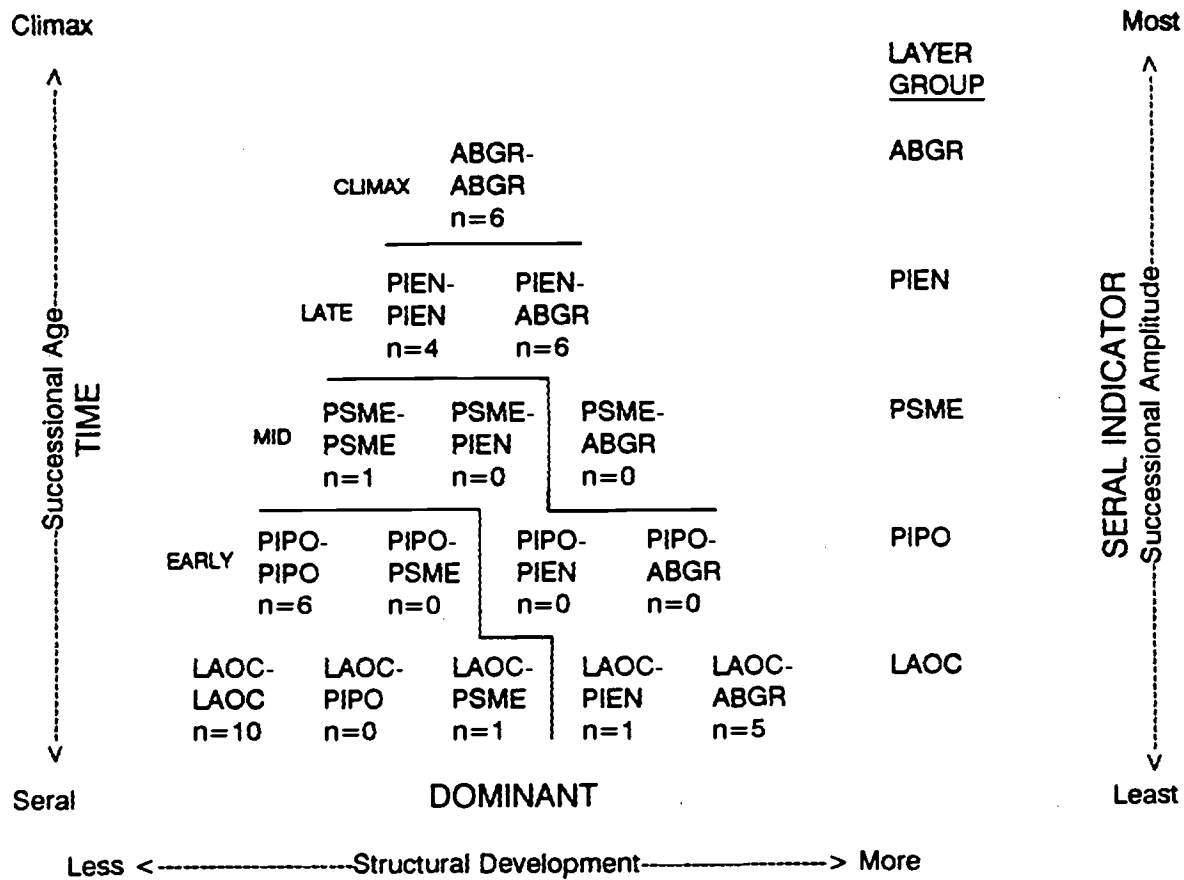 Climax
Most
LAYER
GROUP
ABGR-
ABGR
n=6
CLIMAX
ABGR
PIEN-
PIEN
n=4
PIEN-
ABGR
n=6
LATE
PIEN
PSME-
PSME
n=1
PSME-
PIEN
n=0
PSME-
ABGR
n=0
MID
PSME
PIPO-
PIPO
n=6
PIPO-
PSME
n=0
PIPO-
PIEN
n=0
PIPO-
ABGR
n=0
EARLY
PIPO
LAOC-
LAOC
n=10
LAOC-
PIPO
n=0
LAOC-
PSME
n=1
LAOC-
PIEN
n=1
LAOC-
ABGR
n=5
LAOC
Successional Age
TIME
SERAL INDICATOR
Successional Amplitude
Seral
DOMINANT
Least
Less <-------------------Structural Development-----------------> More